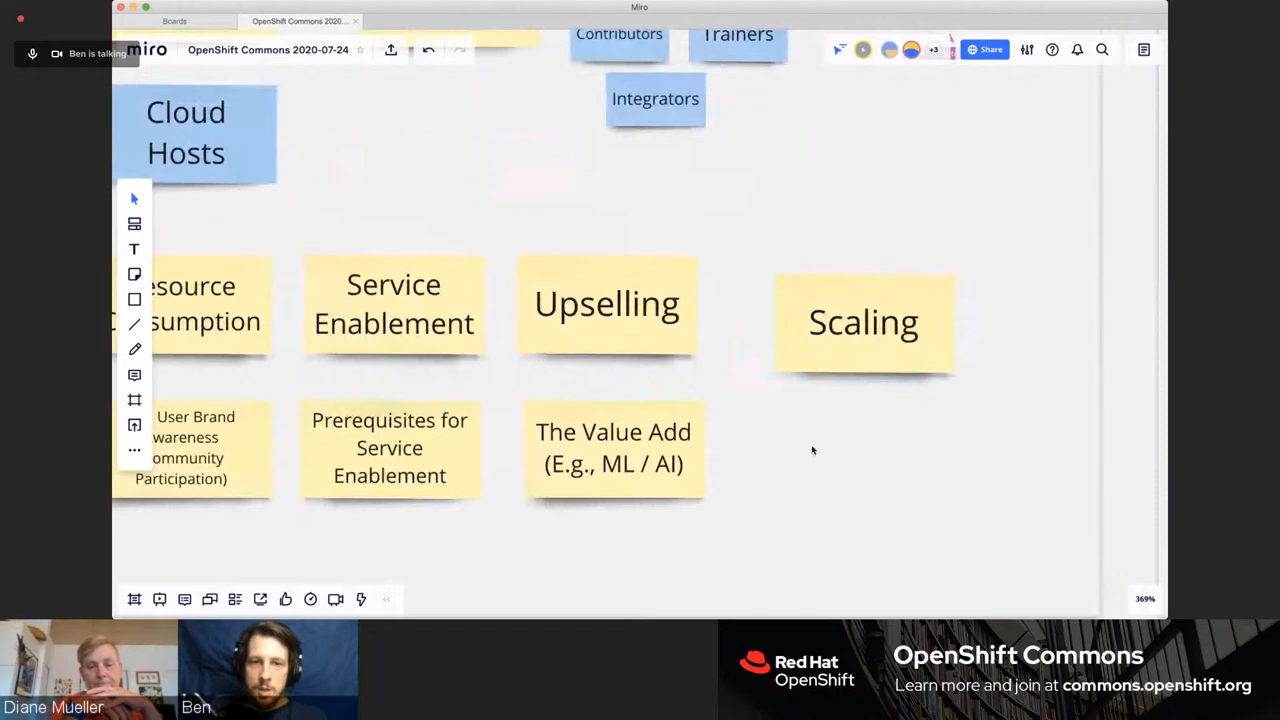 Miro
Boards
OpenShift Commons 2020...
Ben is talking
miro
OpenShift Commons 2020-07-24
+3
Share
Contributors
Trainers
Integrators
Cloud
Hosts
esource
sumption
Service
Enablement
Upselling
Scaling
User Brand
wareness
ommunity
Participation)
Prerequisites for
Service
Enablement
The Value Add
(E.g., ML / AI)
T
369%
Diane Mueller
Ben
Red Hat
OpenShift
OpenShift Commons
Learn more and join at commons.openshift.org